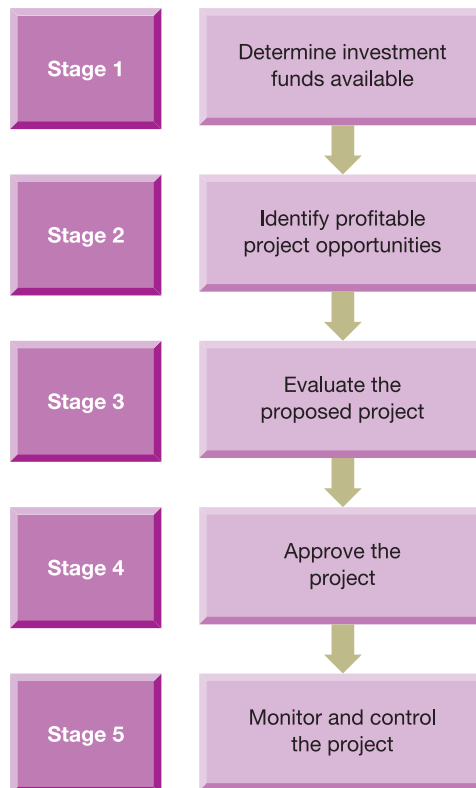 Stage 1
Determine investment
funds available
Stage 2
Identify profitable
project opportunities
Stage 3
Evaluate the
proposed project
Stage 4
Approve the
project
Stage 5
Monitor and control
the project